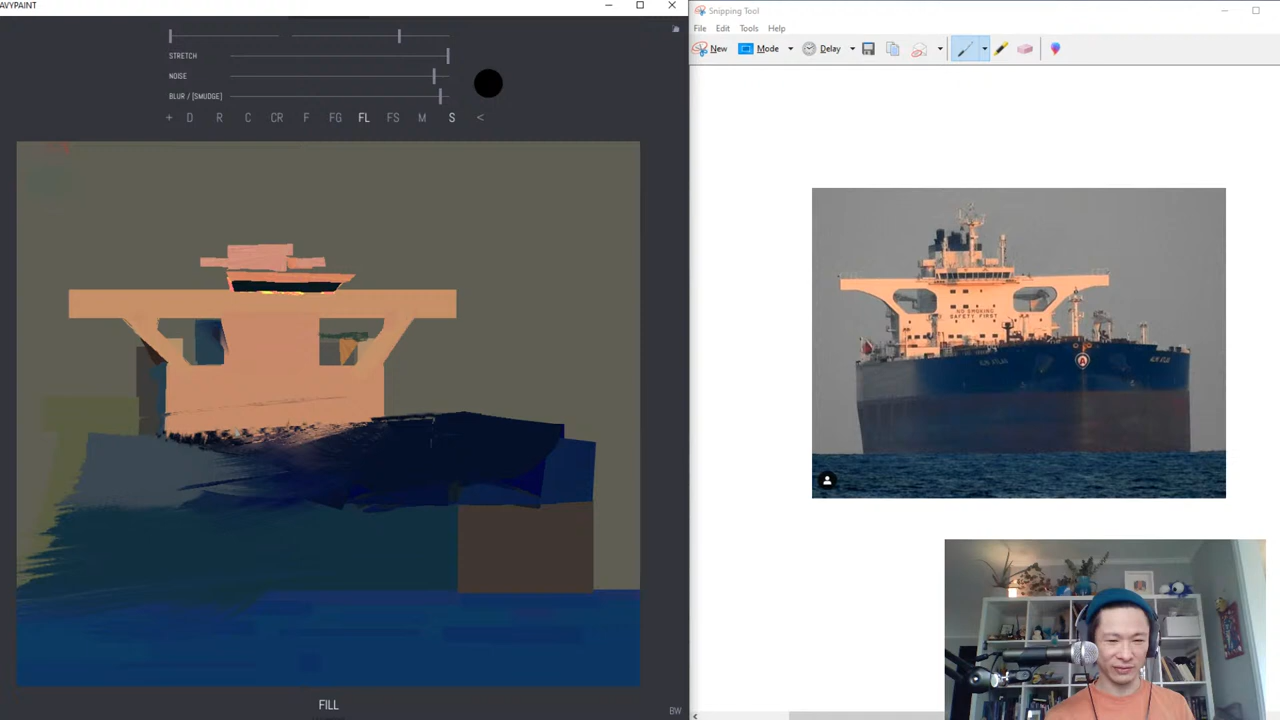 AVYPAINT
STRETCH
NOISE
BLUR / [SMUDGE]
+ D R C CR F FG FL FS M S <
FILL
BW
Snipping Tool
File Edit Tools Help
New Mode Delay
NO SMOKING
SAFETY FIRST